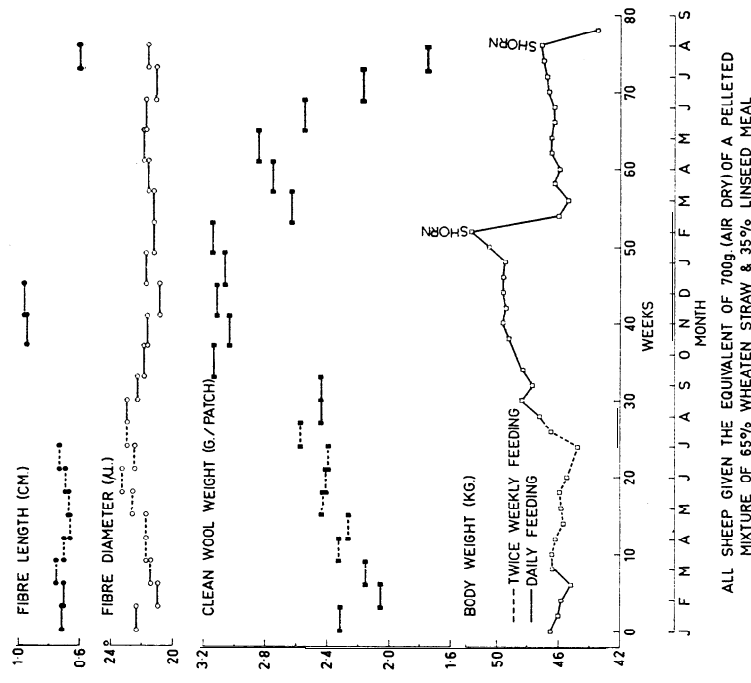 FIBRE LENGTH (CM.)
1·0
0·6
FIBRE DIAMETER (µ.)
24
20
CLEAN WOOL WEIGHT (G./PATCH)
3·2
2·8
2·4
2·0
1·6
BODY WEIGHT (KG.)
TWICE WEEKLY FEEDING
DAILY FEEDING
SHORN
SHORN
50
46
42
0 10 20 30 40 50 60 70 80
WEEKS
J F M A M J J A S O N D J F M A M J J A S
MONTH
ALL SHEEP GIVEN THE EQUIVALENT OF 700g.(AIR DRY) OF A PELLETED
MIXTURE OF 65% WHEATEN STRAW & 35% LINSEED MEAL